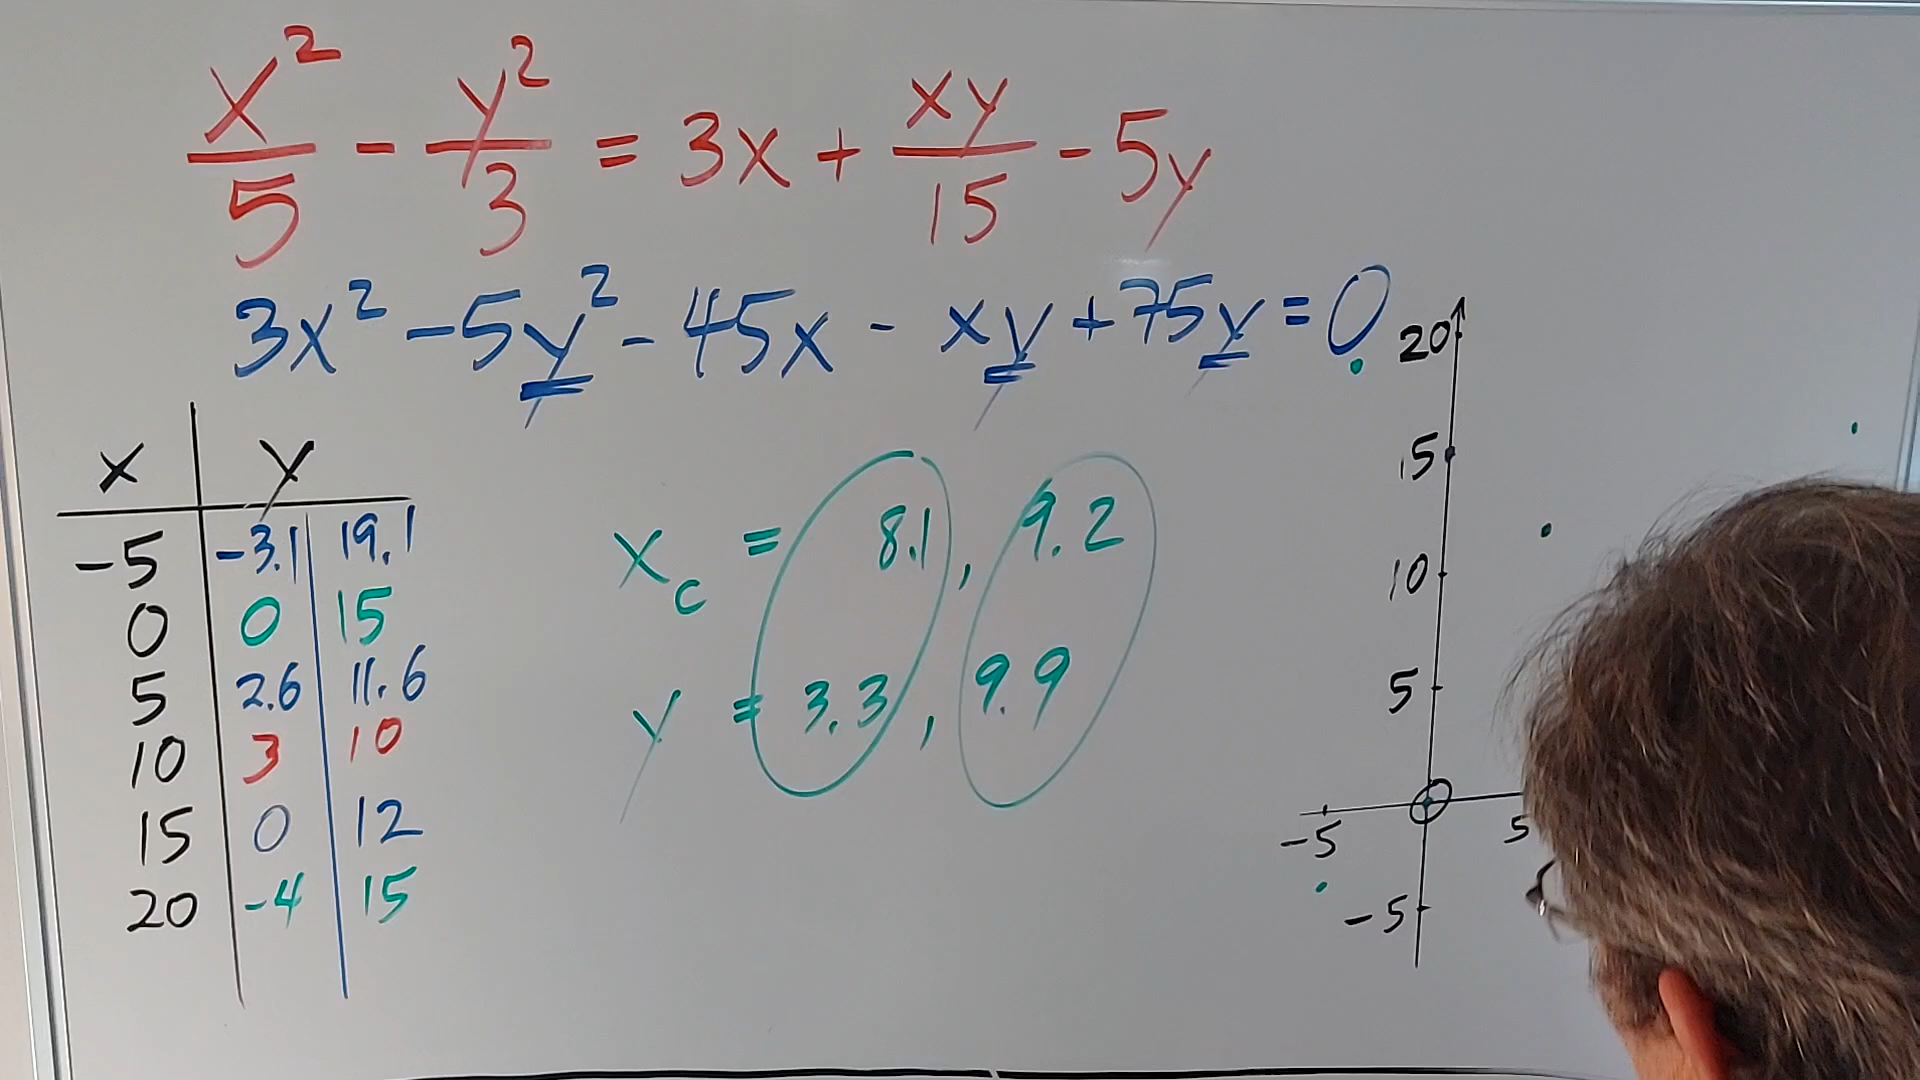 x²/5 - y²/3 = 3x + xy/15 - 5y
3x² - 5y² - 45x - xy + 75y = 0
x y
-5 -3.1 19.1
0 0 15
5 2.6 11.6
10 3 10
15 0 12
20 -4 15
x_c = 8.1, 9.2
y = 3.3, 9.9
20
15
10
5
-5 5
-5